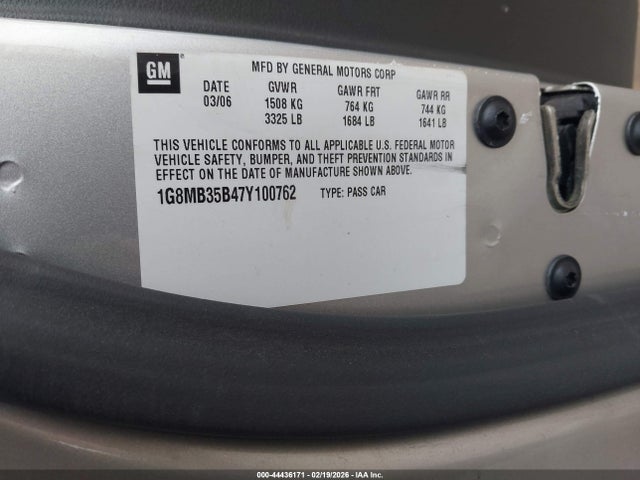 GM
MFD BY GENERAL MOTORS CORP
DATE GVWR GAWR FRT GAWR RR
03/06 1508 KG 764 KG 744 KG
3325 LB 1684 LB 1641 LB
THIS VEHICLE CONFORMS TO ALL APPLICABLE U.S. FEDERAL MOTOR
VEHICLE SAFETY, BUMPER, AND THEFT PREVENTION STANDARDS IN
EFFECT ON THE DATE OF MANUFACTURE SHOWN ABOVE.
1G8MB35B47Y100762 TYPE: PASS CAR
000-44436171 - 02/19/2026 - IAA Inc.